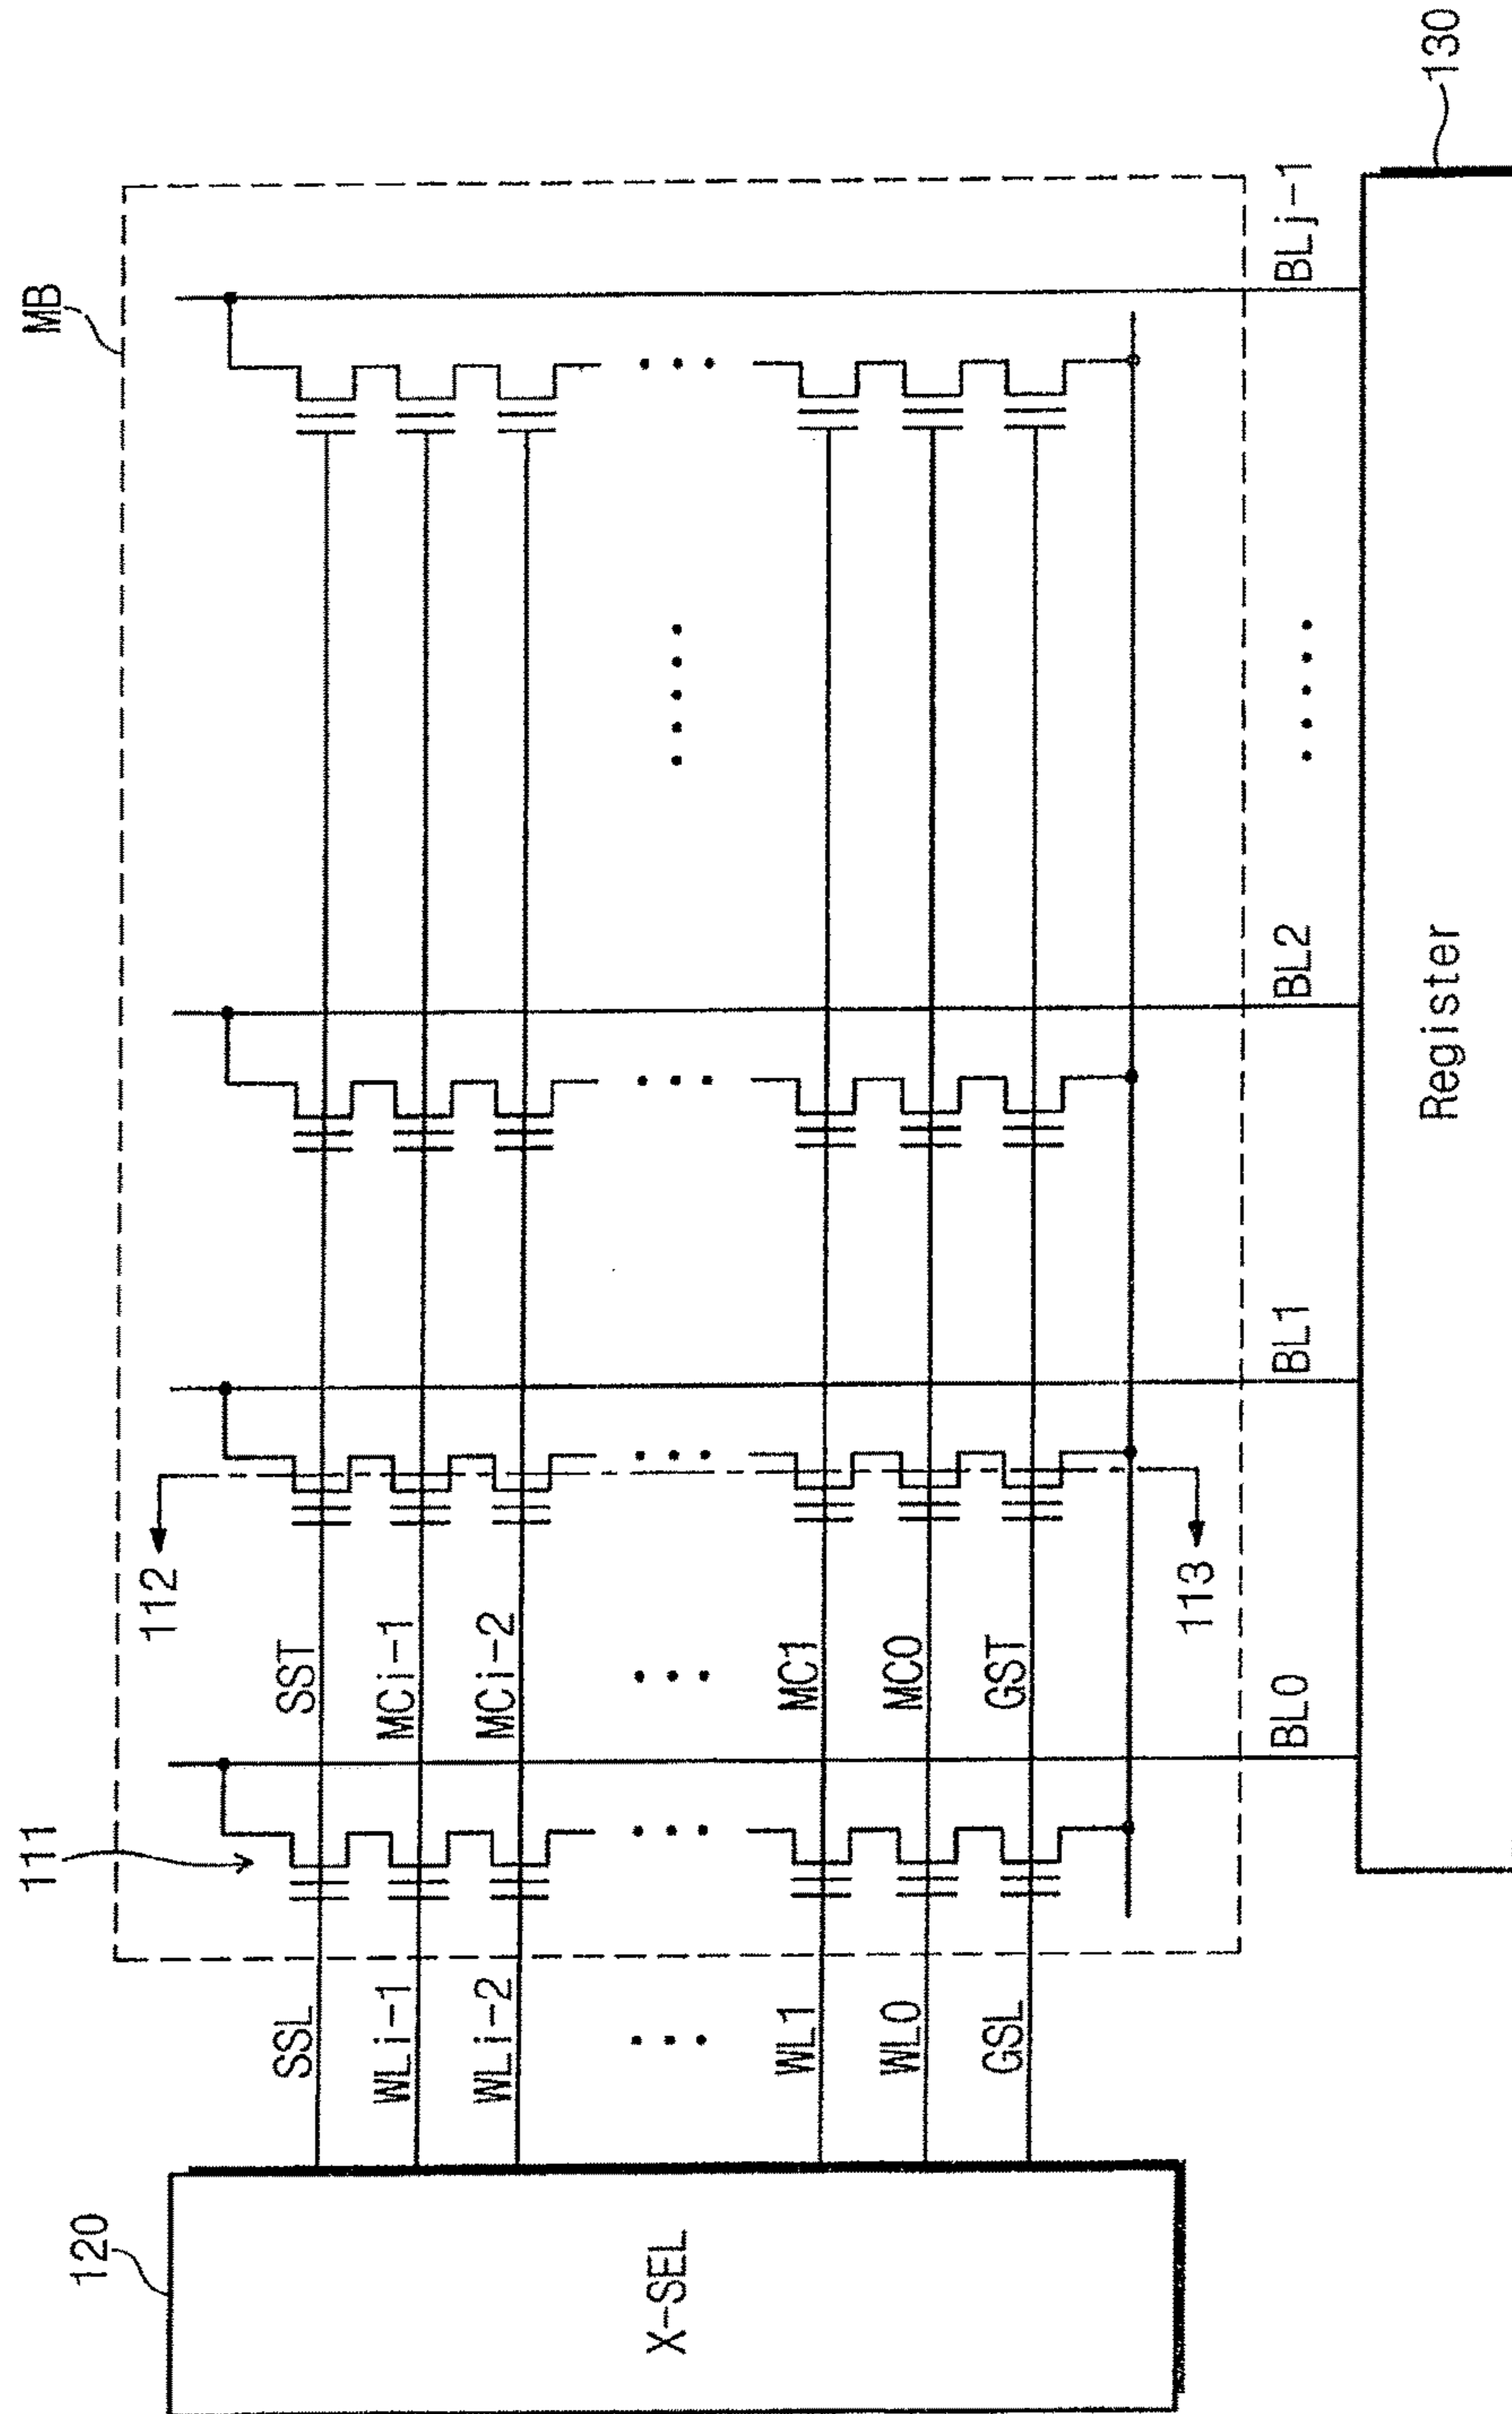 MB
111
112
113
120
130
SSL
WLi-1
WLi-2
WL1
WL0
GSL
SST
MCi-1
MCi-2
MC1
MC0
GST
BL0
BL1
BL2
BLj-1
X-SEL
Register